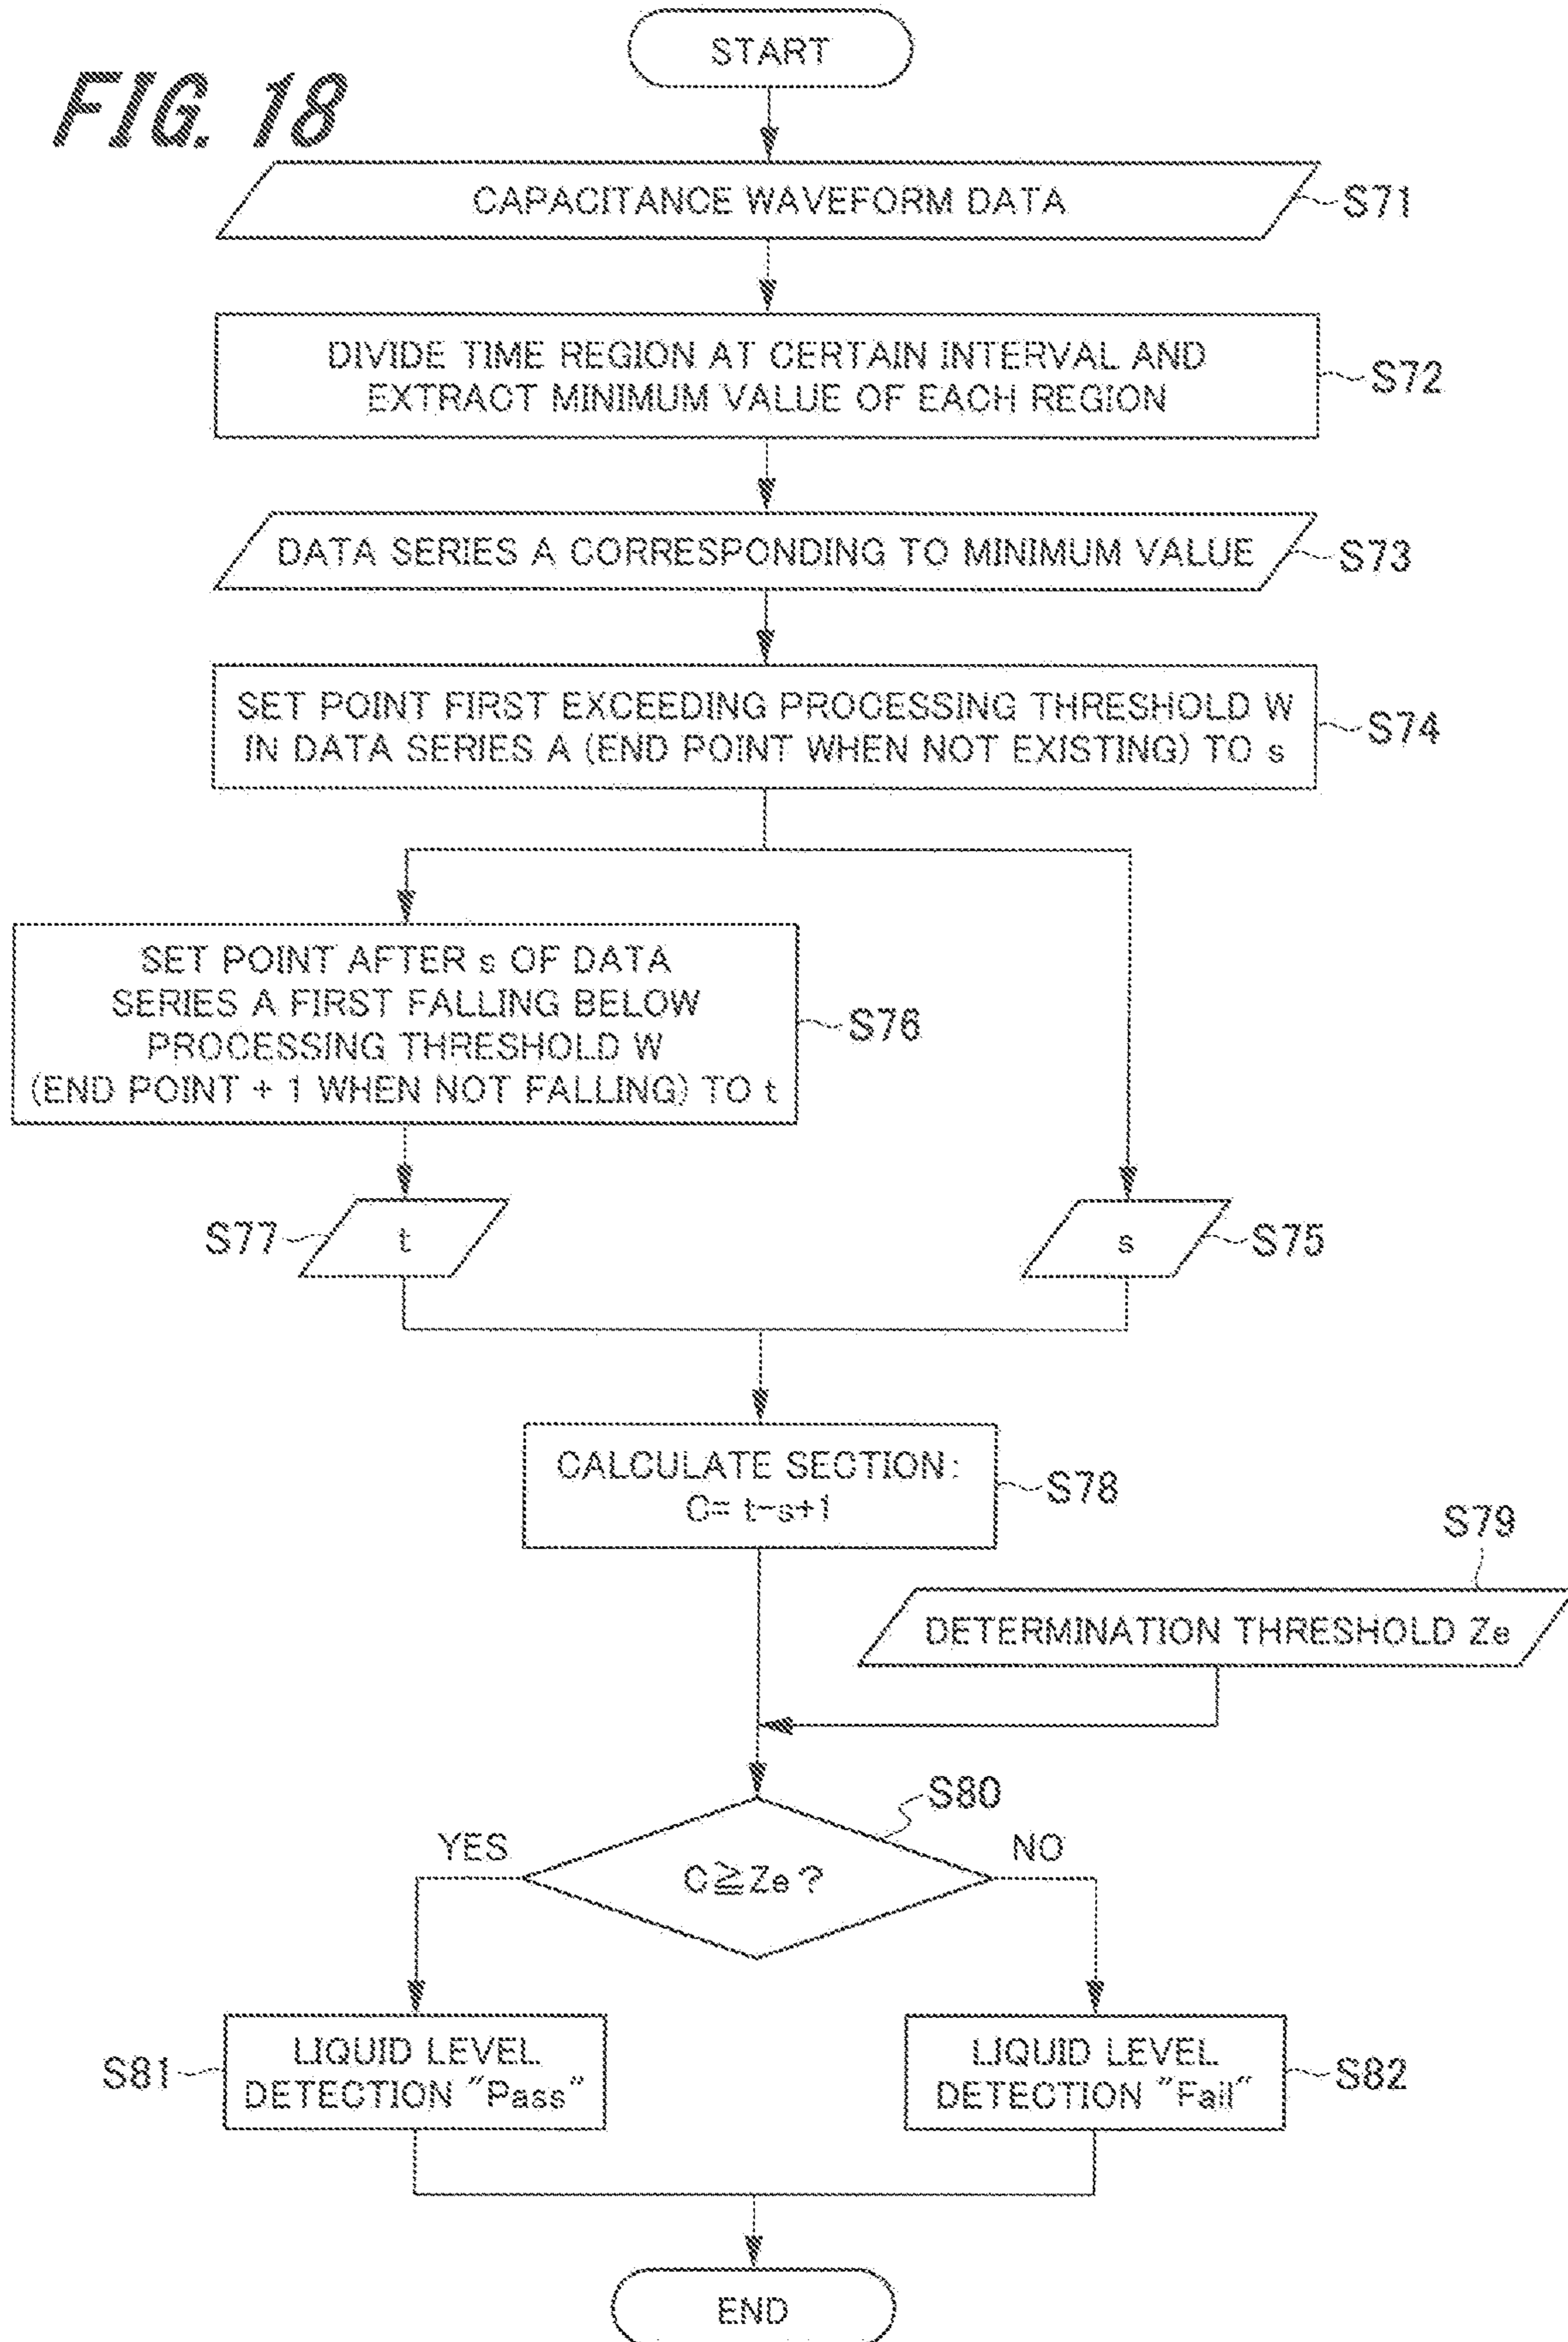 FIG. 18
START
CAPACITANCE WAVEFORM DATA
S71
DIVIDE TIME REGION AT CERTAIN INTERVAL AND
EXTRACT MINIMUM VALUE OF EACH REGION
S72
DATA SERIES A CORRESPONDING TO MINIMUM VALUE
S73
SET POINT FIRST EXCEEDING PROCESSING THRESHOLD W
IN DATA SERIES A (END POINT WHEN NOT EXISTING) TO s
S74
SET POINT AFTER s OF DATA
SERIES A FIRST FALLING BELOW
PROCESSING THRESHOLD W
(END POINT + 1 WHEN NOT FALLING) TO t
S76
S77
t
s
S75
CALCULATE SECTION:
C= t-s+1
S78
S79
DETERMINATION THRESHOLD Ze
S80
YES
C≧Ze?
NO
LIQUID LEVEL
DETECTION "Pass"
S81
LIQUID LEVEL
DETECTION "Fail"
S82
END